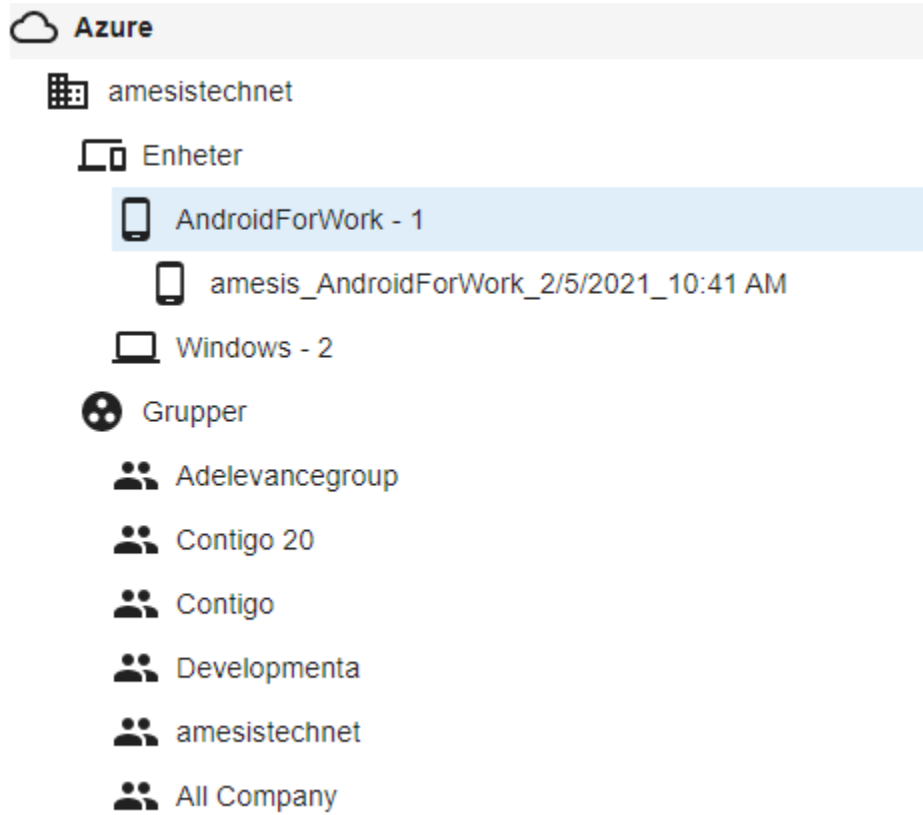 Azure
amesistechnet
Enheter
AndroidForWork - 1
amesis_AndroidForWork_2/5/2021_10:41 AM
Windows - 2
Grupper
Adelevancegroup
Contigo 20
Contigo
Developmenta
amesistechnet
All Company